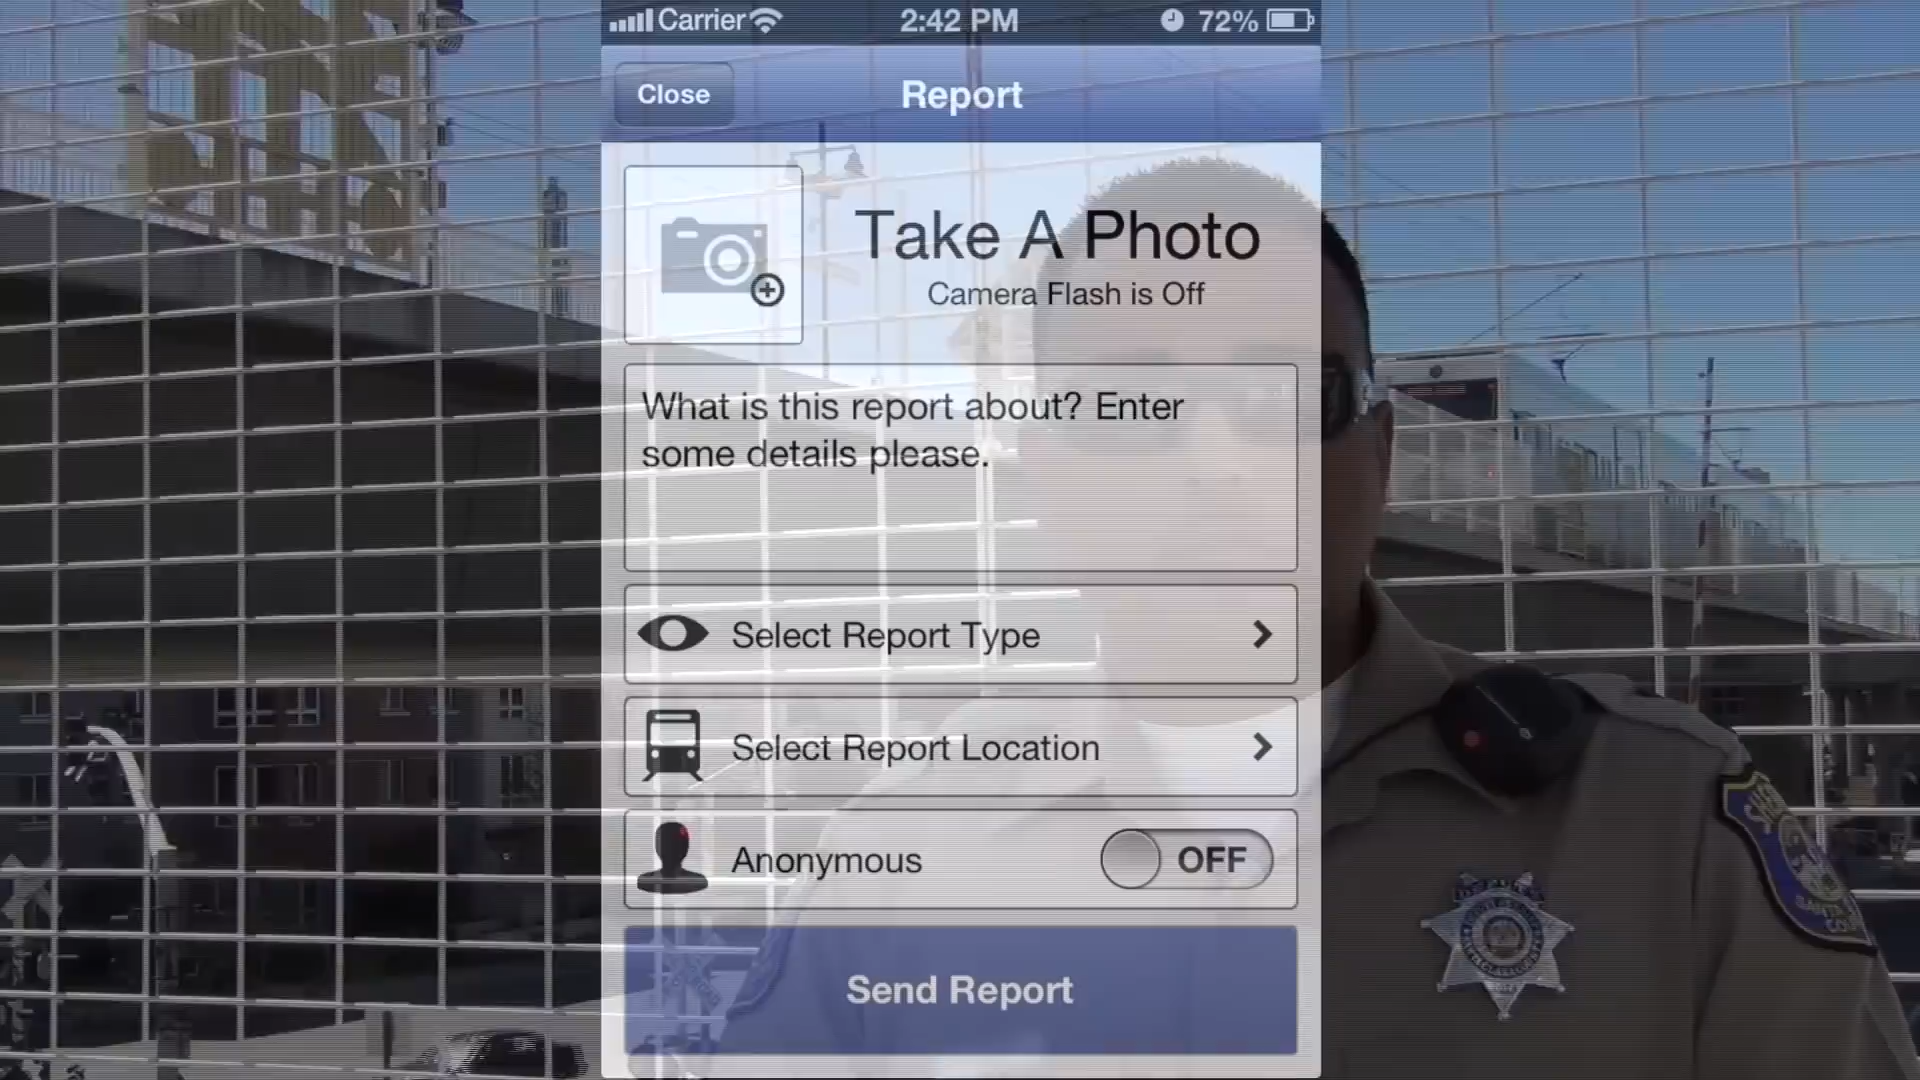 Carrier 2:42 PM 72%
Close Report
Take A Photo
Camera Flash is Off
What is this report about? Enter
some details please.
Select Report Type
Select Report Location
Anonymous OFF
Send Report